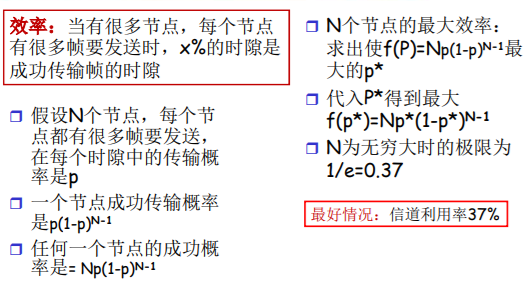 效率：当有很多节点，每个节点
有很多帧要发送时，x%的时隙是
成功传输帧的时隙
假设N个节点，每个节
点都有很多帧要发送，
在每个时隙中的传输概
率是p
一个节点成功传输概率
是p(1-p)ᴺ⁻¹
任何一个节点的成功概
率是= Np(1-p)ᴺ⁻¹
N个节点的最大效率：
求出使f(P)=Np(1-p)ᴺ⁻¹最
大的p*
代入P*得到最大
f(p*)=Np*(1-p*)ᴺ⁻¹
N为无穷大时的极限为
1/e=0.37
最好情况：信道利用率37%